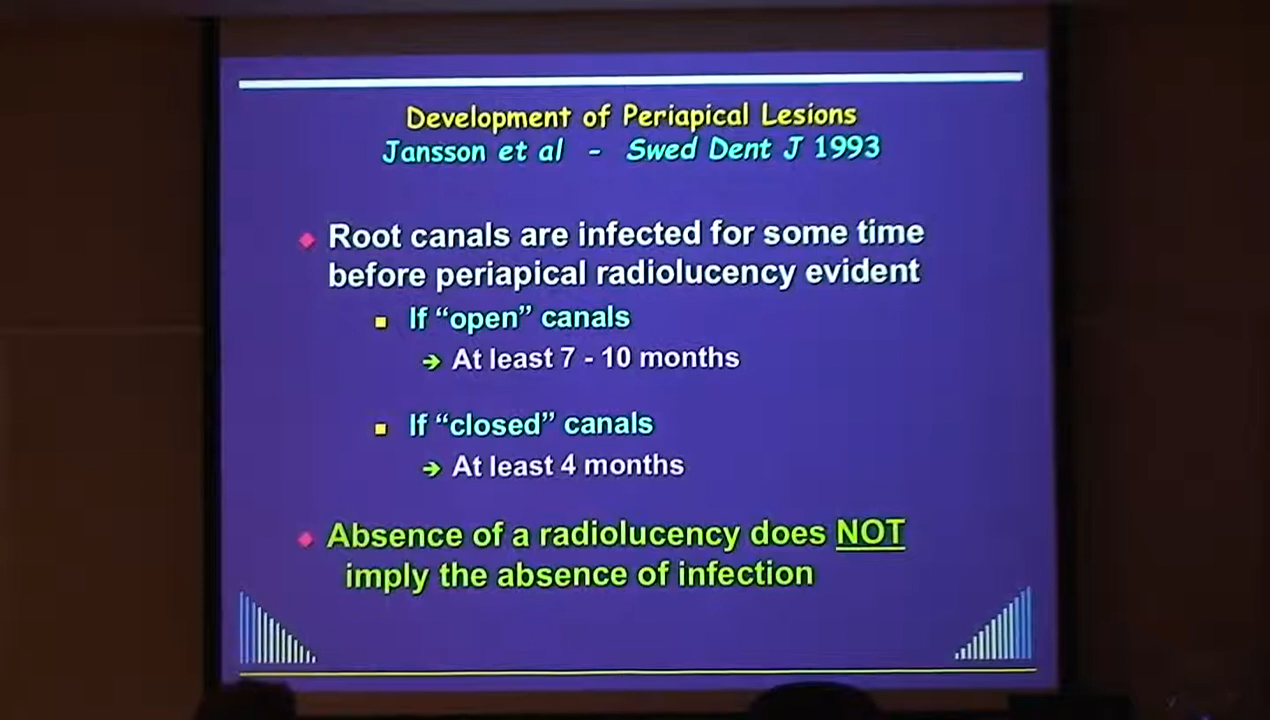 Development of Periapical Lesions
Jansson et al - Swed Dent J 1993
Root canals are infected for some time
before periapical radiolucency evident
If “open” canals
At least 7 - 10 months
If “closed” canals
At least 4 months
Absence of a radiolucency does NOT
imply the absence of infection